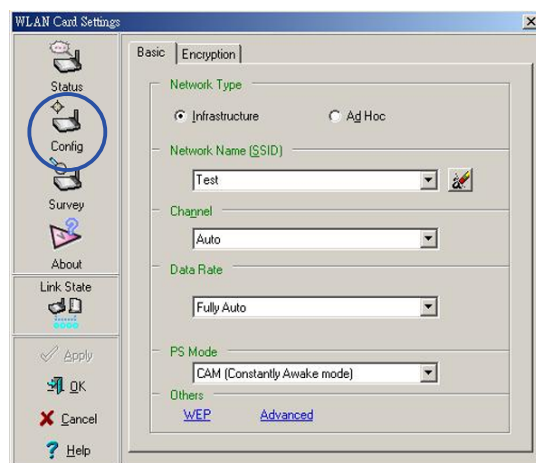 WLAN Card Settings
Status
Config
Survey
About
Link State
Apply
OK
Cancel
Help
Basic
Encryption
Network Type
Infrastructure
Ad Hoc
Network Name (SSID)
Test
Channel
Auto
Data Rate
Fully Auto
PS Mode
CAM (Constantly Awake mode)
Others
WEP Advanced